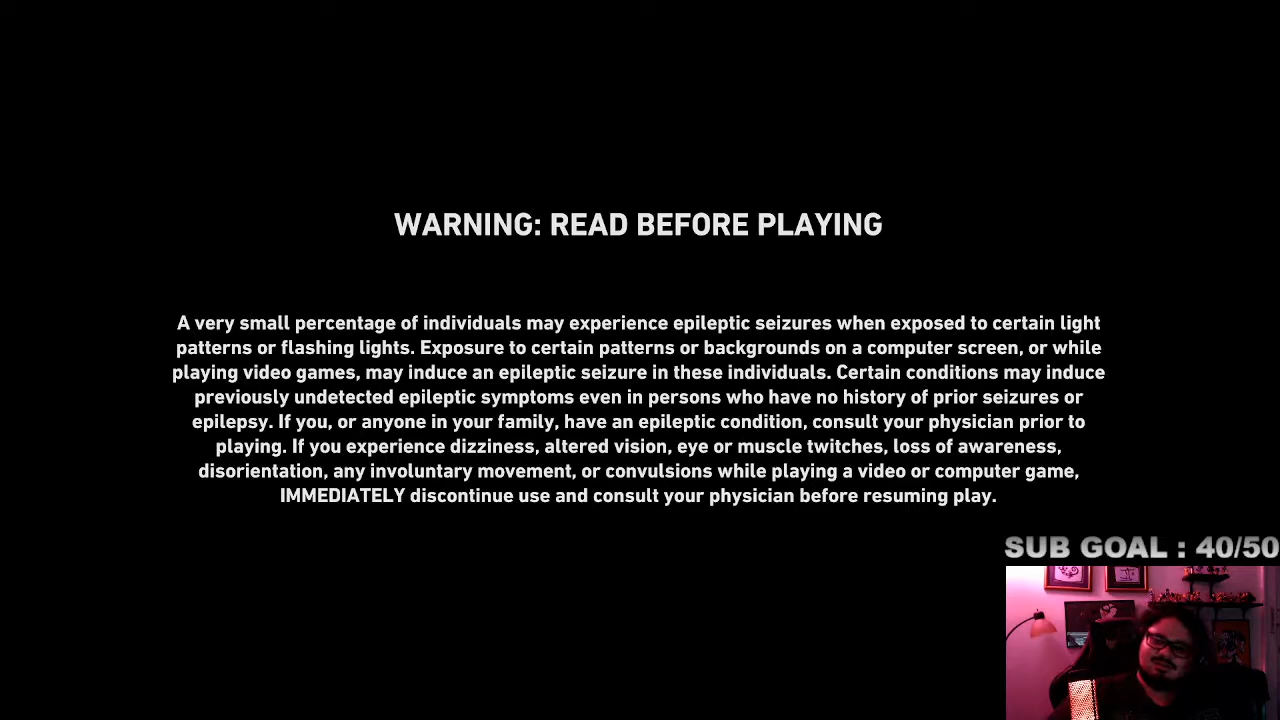 WARNING: READ BEFORE PLAYING
A very small percentage of individuals may experience epileptic seizures when exposed to certain light
patterns or flashing lights. Exposure to certain patterns or backgrounds on a computer screen, or while
playing video games, may induce an epileptic seizure in these individuals. Certain conditions may induce
previously undetected epileptic symptoms even in persons who have no history of prior seizures or
epilepsy. If you, or anyone in your family, have an epileptic condition, consult your physician prior to
playing. If you experience dizziness, altered vision, eye or muscle twitches, loss of awareness,
disorientation, any involuntary movement, or convulsions while playing a video or computer game,
IMMEDIATELY discontinue use and consult your physician before resuming play.
SUB GOAL : 40/50